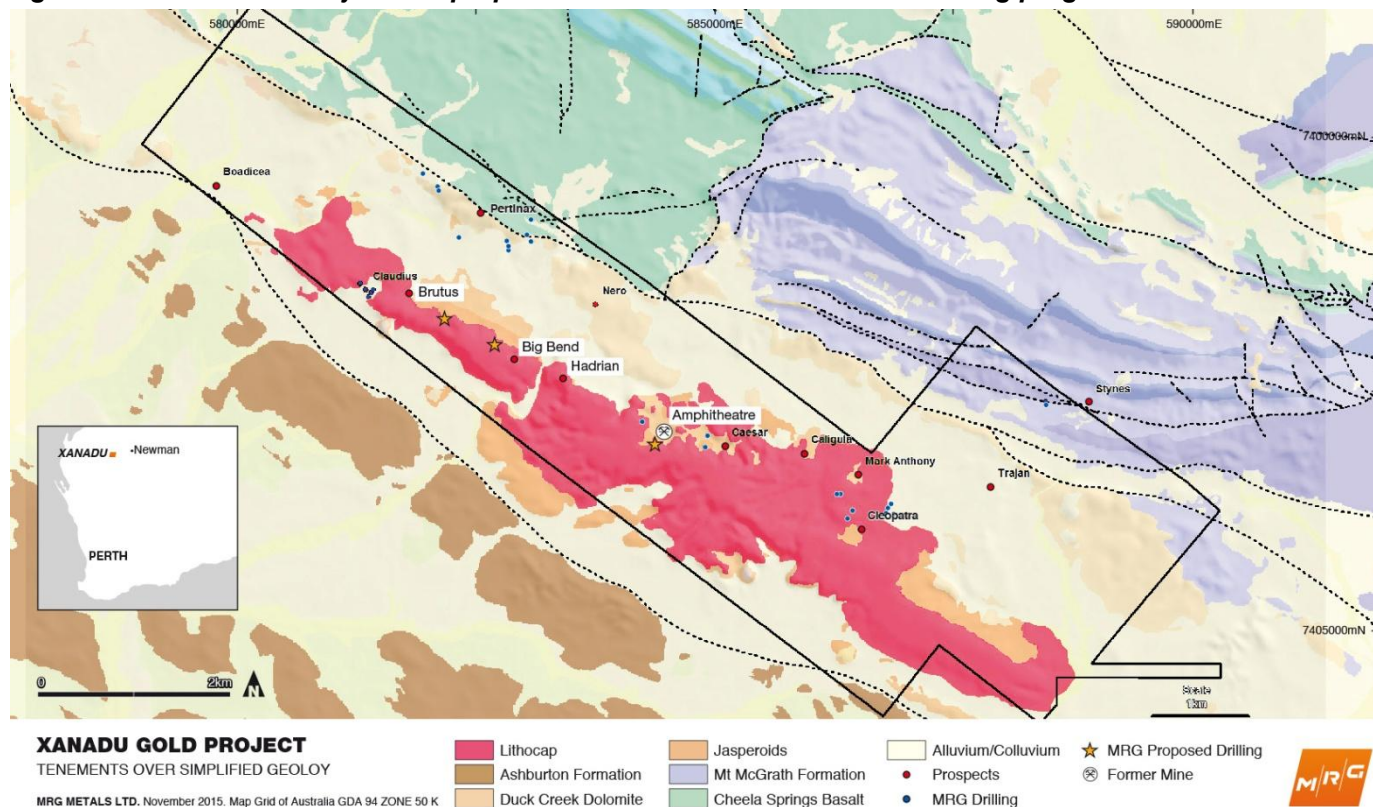 580000mE
585000mE
590000mE
7400000mN
Boadicea
Pertinax
Claudius
Brutus
Nero
Big Bend
Hadrian
Stynes
Amphitheatre
Caesar
Caligula
Mark Anthony
Trajan
Cleopatra
XANADU
Newman
PERTH
7405000mN
0
2km
N
Scale
1km
XANADU GOLD PROJECT
TENEMENTS OVER SIMPLIFIED GEOLOY
MRG METALS LTD. November 2015. Map Grid of Australia GDA 94 ZONE 50 K
Lithocap
Ashburton Formation
Duck Creek Dolomite
Jasperoids
Mt McGrath Formation
Cheela Springs Basalt
Alluvium/Colluvium
Prospects
MRG Drilling
MRG Proposed Drilling
Former Mine
M/R/G